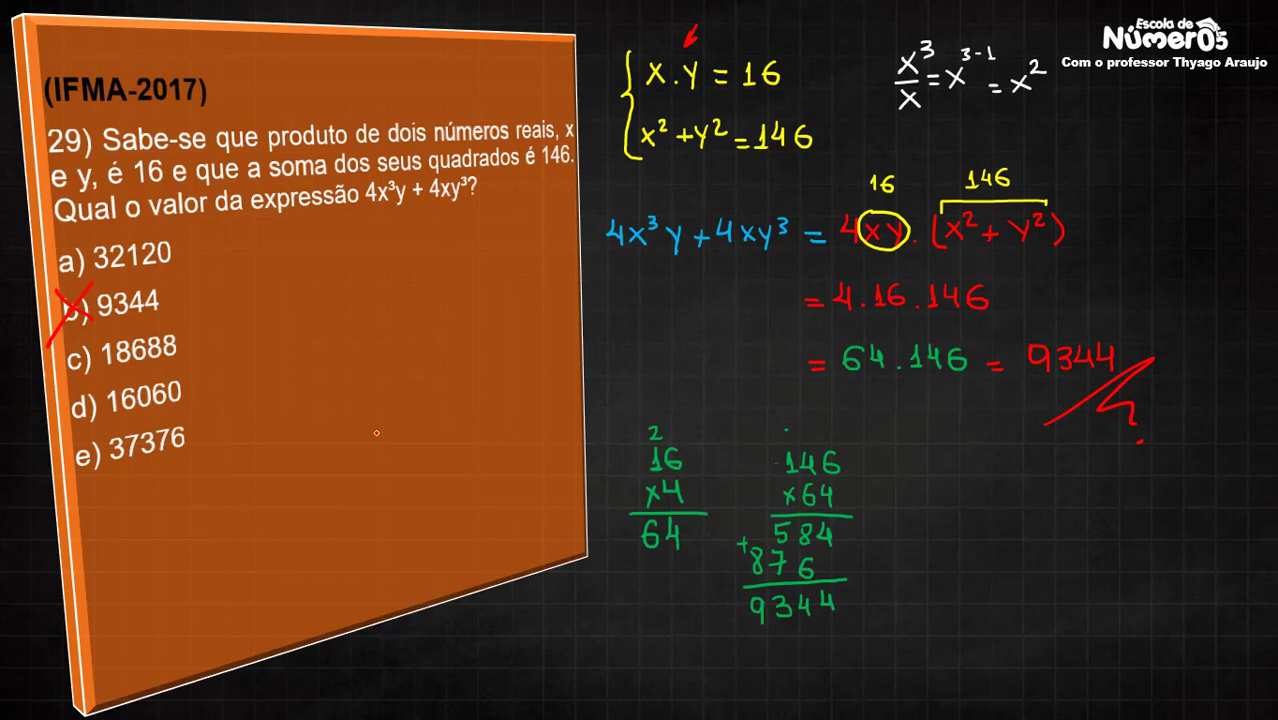 (IFMA-2017)
29) Sabe-se que produto de dois números reais, x
e y, é 16 e que a soma dos seus quadrados é 146.
Qual o valor da expressão 4x³y + 4xy³?
a) 32120
b) 9344
c) 18688
d) 16060
e) 37376
x.y = 16
x² + y² = 146
x³/x = x³⁻¹ = x²
Escola de
Números
Com o professor Thyago Araujo
16
146
4x³y + 4xy³ = 4xy.(x² + y²)
= 4.16.146
= 64.146 = 9344
2
16
x4
64
146
x64
584
+
876
9344